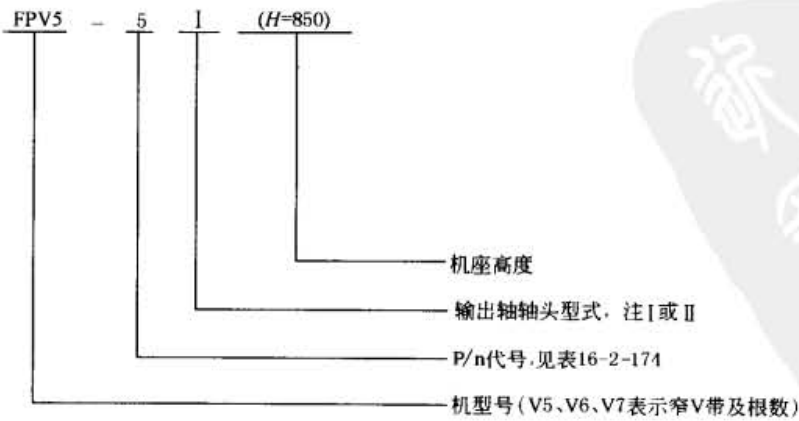 FPV5 - 5 I (H=850)
机座高度
输出轴轴头型式，注I或II
P/n代号，见表16-2-174
机型号(V5、V6、V7表示窄V带及根数)